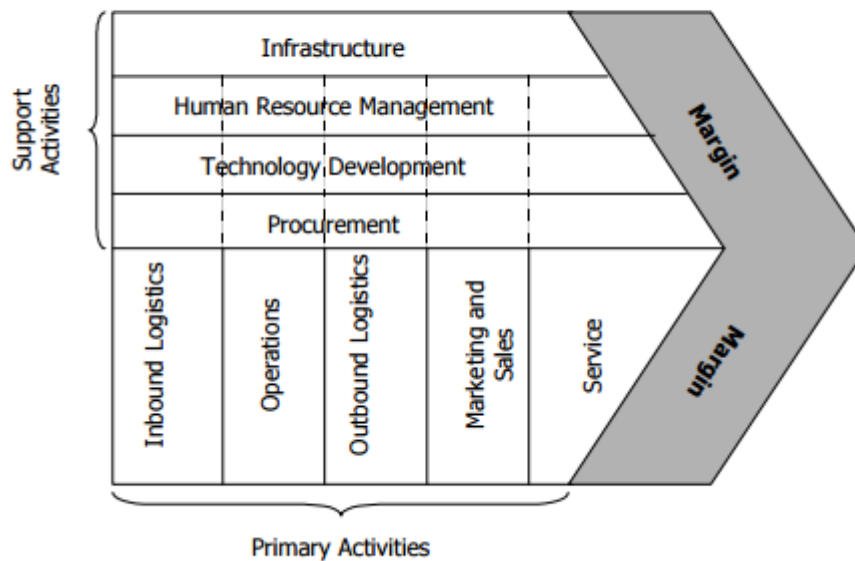 Support
Activities
Infrastructure
Human Resource Management
Technology Development
Procurement
Inbound Logistics
Operations
Outbound Logistics
Marketing and
Sales
Service
Margin
Margin
Primary Activities